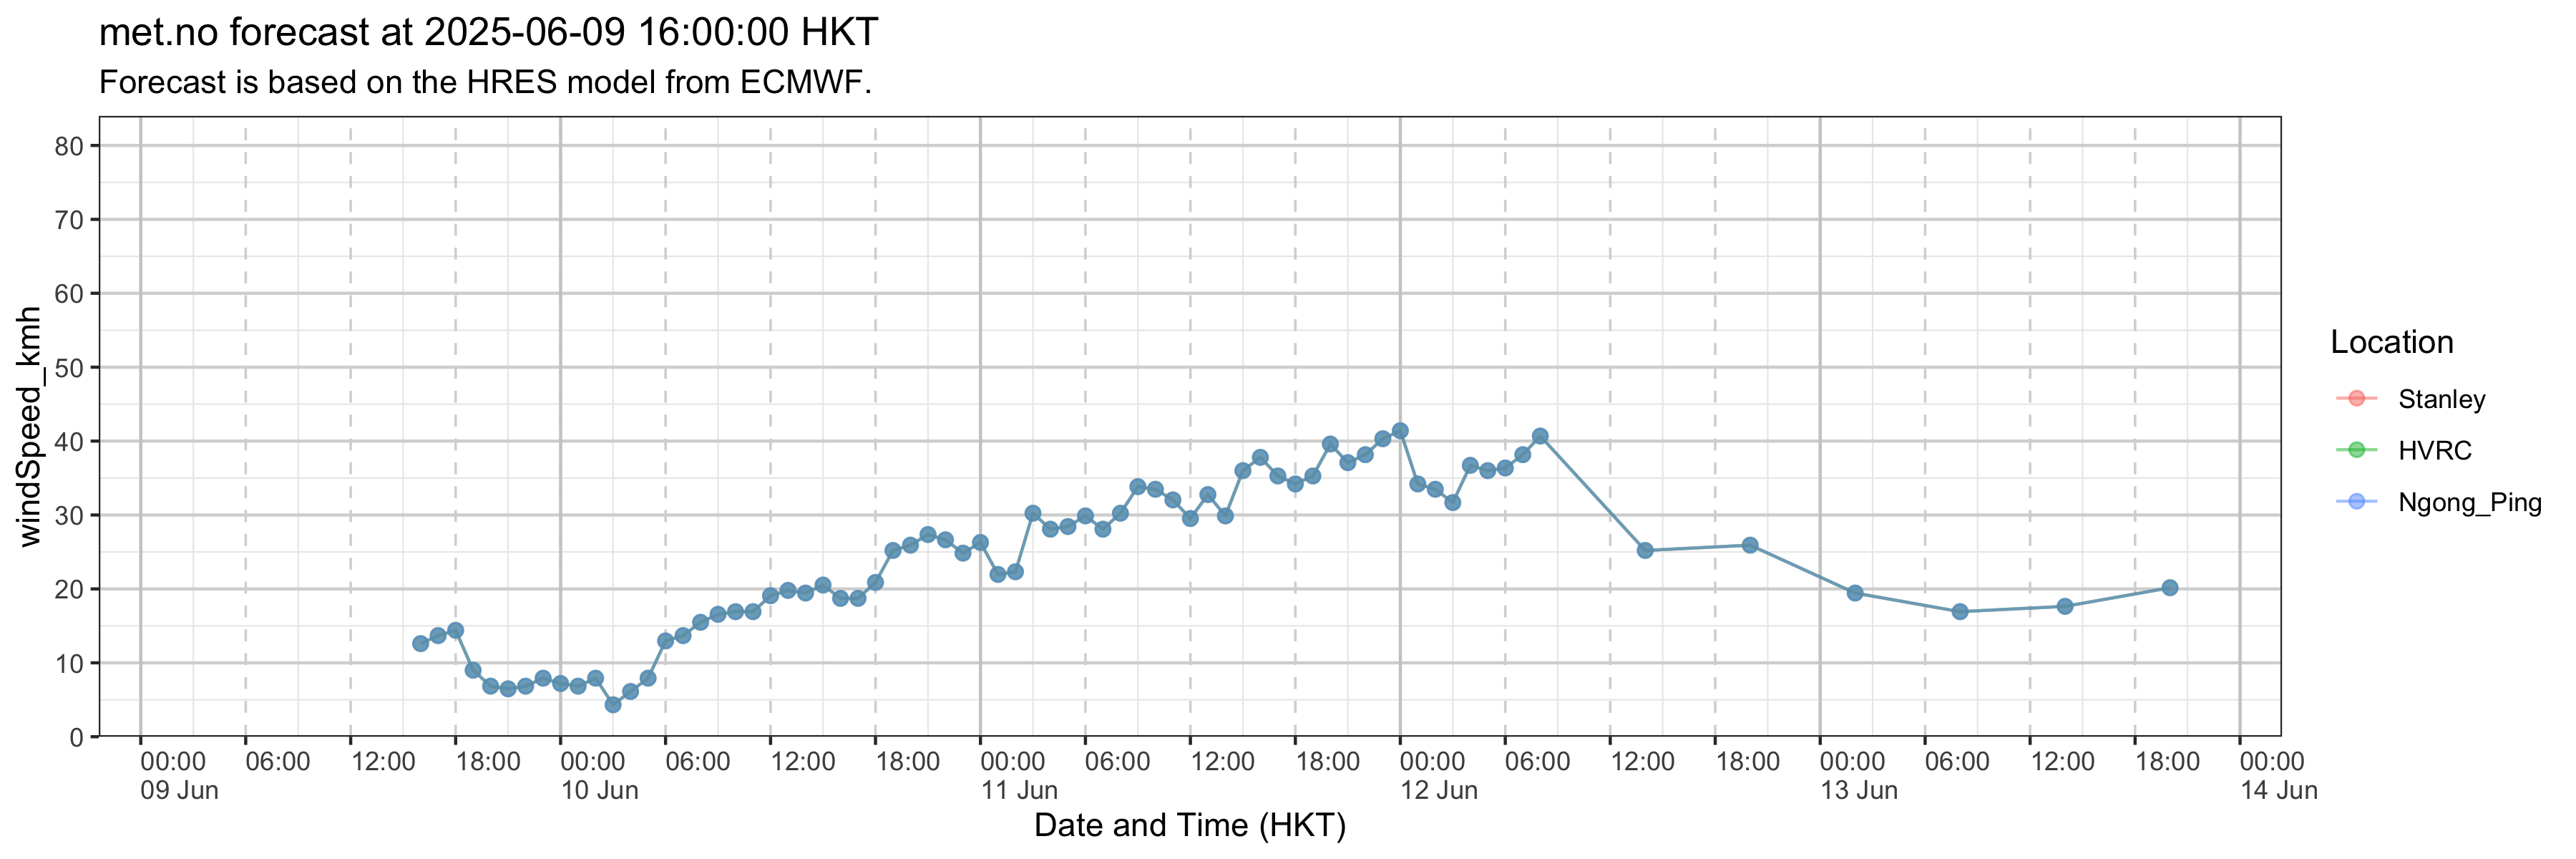 met.no forecast at 2025-06-09 16:00:00 HKT
Forecast is based on the HRES model from ECMWF.
windSpeed_kmh
80
70
60
50
40
30
20
10
0
00:00 06:00 12:00 18:00 00:00 06:00 12:00 18:00 00:00 06:00 12:00 18:00 00:00 06:00 12:00 18:00 00:00 06:00 12:00 18:00 00:00
09 Jun 10 Jun 11 Jun 12 Jun 13 Jun 14 Jun
Date and Time (HKT)
Location
Stanley
HVRC
Ngong_Ping